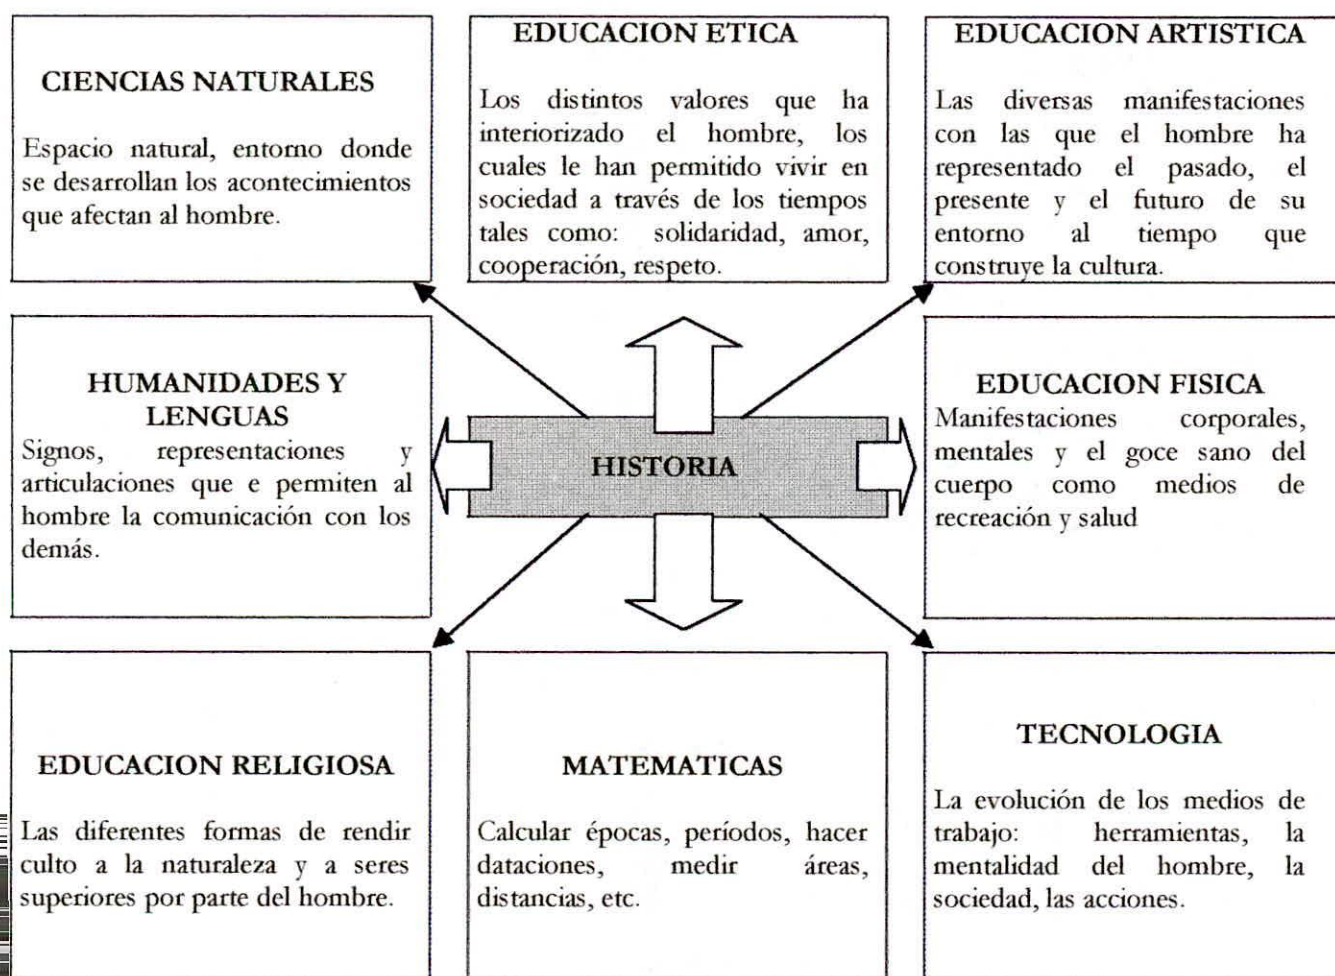 CIENCIAS NATURALES
Espacio natural, entorno donde
se desarrollan los acontecimientos
que afectan al hombre.
EDUCACION ETICA
Los distintos valores que ha
interiorizado el hombre, los
cuales le han permitido vivir en
sociedad a través de los tiempos
tales como: solidaridad, amor,
cooperación, respeto.
EDUCACION ARTISTICA
Las diversas manifestaciones
con las que el hombre ha
representado el pasado, el
presente y el futuro de su
entorno al tiempo que
construye la cultura.
HUMANIDADES Y
LENGUAS
Signos, representaciones y
articulaciones que e permiten al
hombre la comunicación con los
demás.
HISTORIA
EDUCACION FISICA
Manifestaciones corporales,
mentales y el goce sano del
cuerpo como medios de
recreación y salud
EDUCACION RELIGIOSA
Las diferentes formas de rendir
culto a la naturaleza y a seres
superiores por parte del hombre.
MATEMATICAS
Calcular épocas, períodos, hacer
dataciones, medir áreas,
distancias, etc.
TECNOLOGIA
La evolución de los medios de
trabajo: herramientas, la
mentalidad del hombre, la
sociedad, las acciones.